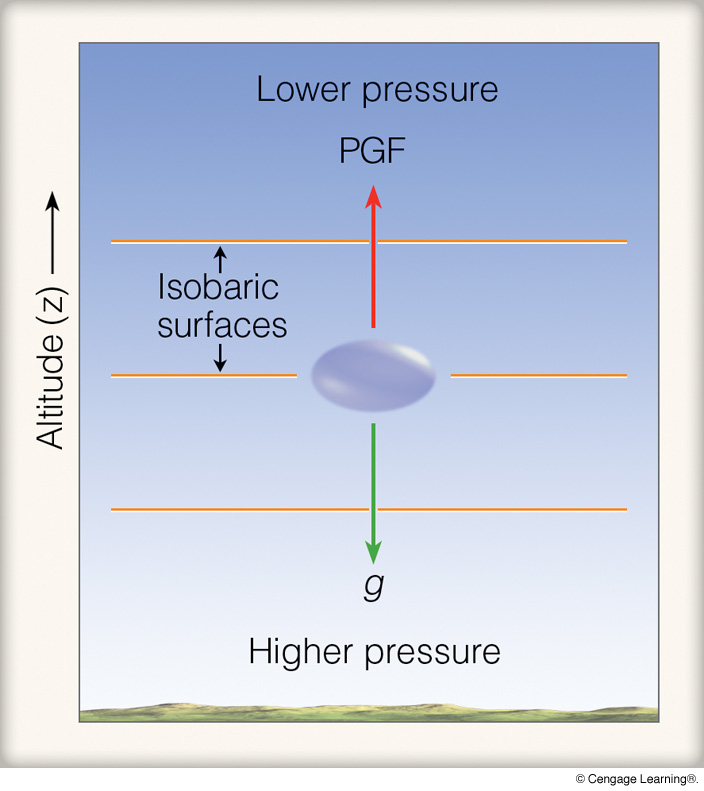 Lower pressure
PGF
Isobaric
surfaces
Altitude (z)
g
Higher pressure
© Cengage Learning®.